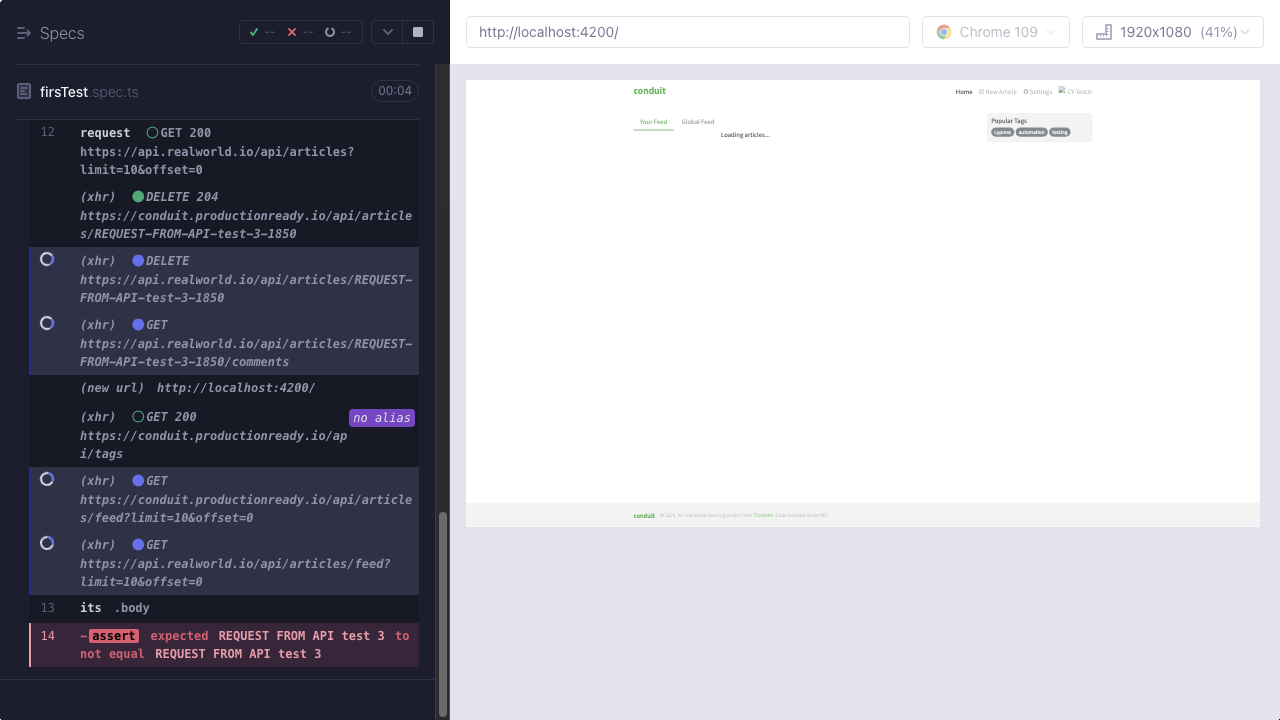 Specs
-- -- --
firsTest.spec.ts 00:04
12 request GET 200
https://api.realworld.io/api/articles?
limit=10&offset=0
(xhr) DELETE 204
https://conduit.productionready.io/api/article
s/REQUEST-FROM-API-test-3-1850
(xhr) DELETE
https://api.realworld.io/api/articles/REQUEST-
FROM-API-test-3-1850
(xhr) GET
https://api.realworld.io/api/articles/REQUEST-
FROM-API-test-3-1850/comments
(new url) http://localhost:4200/
(xhr) GET 200 no alias
https://conduit.productionready.io/ap
i/tags
(xhr) GET
https://conduit.productionready.io/api/article
s/feed?limit=10&offset=0
(xhr) GET
https://api.realworld.io/api/articles/feed?
limit=10&offset=0
13 its .body
14 -assert expected REQUEST FROM API test 3 to
not equal REQUEST FROM API test 3
http://localhost:4200/ Chrome 109 1920x1080 (41%)
conduit Home New Article Settings
Your Feed Global Feed
Loading articles...
Popular Tags
cypress automation testing
conduit An interactive learning project from Thinkster. Code licensed under MIT.